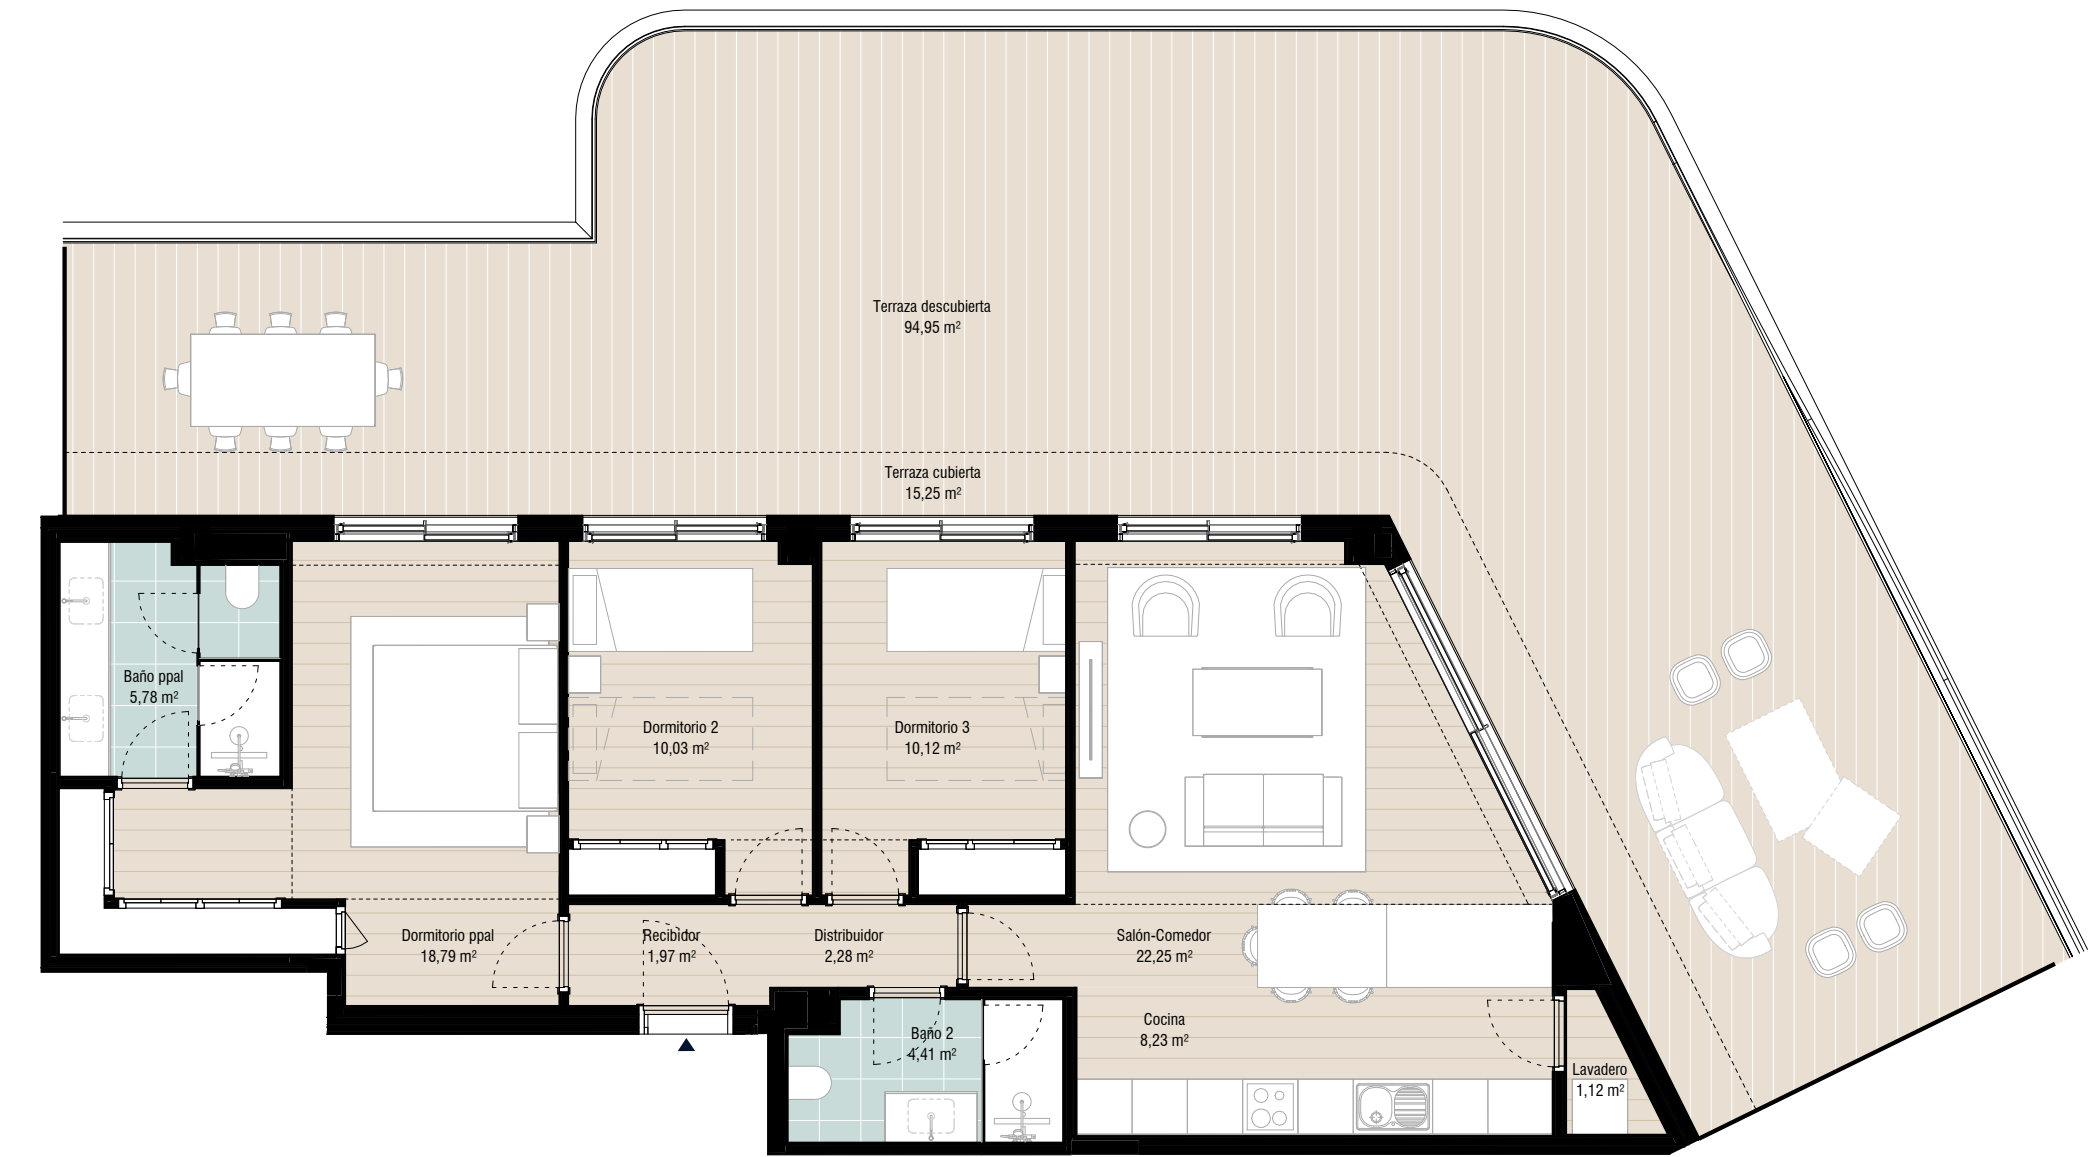 Terraza descubierta
94,95 m²
Terraza cubierta
15,25 m²
Baño ppal
5,78 m²
Dormitorio 2
10,03 m²
Dormitorio 3
10,12 m²
Dormitorio ppal
18,79 m²
Recibidor
1,97 m²
Distribuidor
2,28 m²
Salón-Comedor
22,25 m²
Baño 2
4,41 m²
Cocina
8,23 m²
Lavadero
1,12 m²